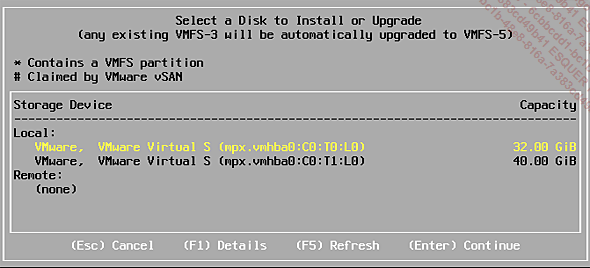 Select a Disk to Install or Upgrade
(any existing VMFS-3 will be automatically upgraded to VMFS-5)
* Contains a VMFS partition
# Claimed by VMware vSAN
Storage Device Capacity
Local:
VMware, VMware Virtual S (mpx.vmhba0:C0:T0:L0) 32.00 GiB
VMware, VMware Virtual S (mpx.vmhba0:C0:T1:L0) 40.00 GiB
Remote:
(none)
(Esc) Cancel (F1) Details (F5) Refresh (Enter) Continue